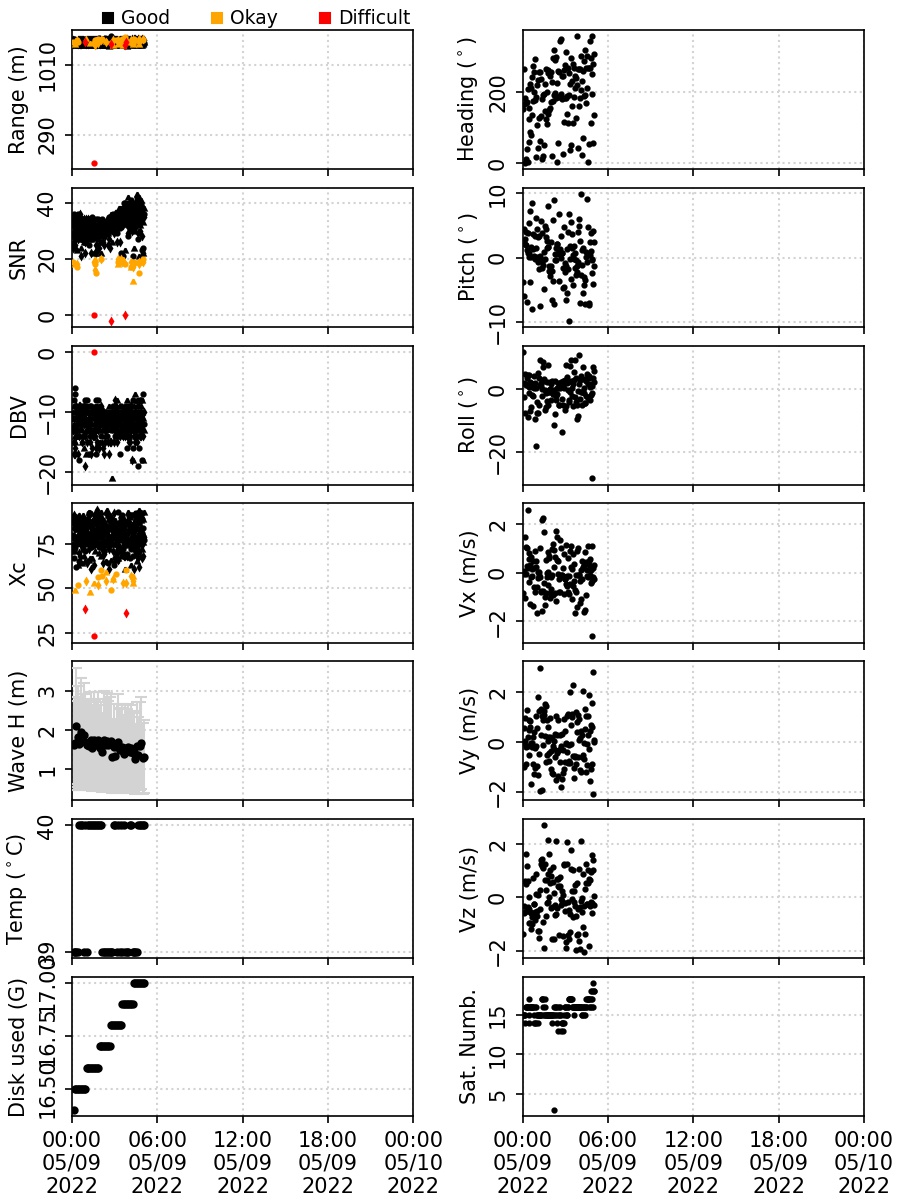 Good Okay Difficult
Range (m)
1010
290
Heading (°)
200
0
SNR
40
20
0
Pitch (°)
10
0
−10
DBV
0
−10
−20
Roll (°)
0
−20
Xc
75
50
25
Vx (m/s)
2
0
−2
Wave H (m)
3
2
1
Vy (m/s)
2
0
−2
Temp (°C)
40
39
Vz (m/s)
2
0
−2
Disk used (G)
17.00
16.75
16.50
Sat. Numb.
15
10
5
00:00 06:00 12:00 18:00 00:00
05/09 05/09 05/09 05/09 05/10
2022 2022 2022 2022 2022
00:00 06:00 12:00 18:00 00:00
05/09 05/09 05/09 05/09 05/10
2022 2022 2022 2022 2022